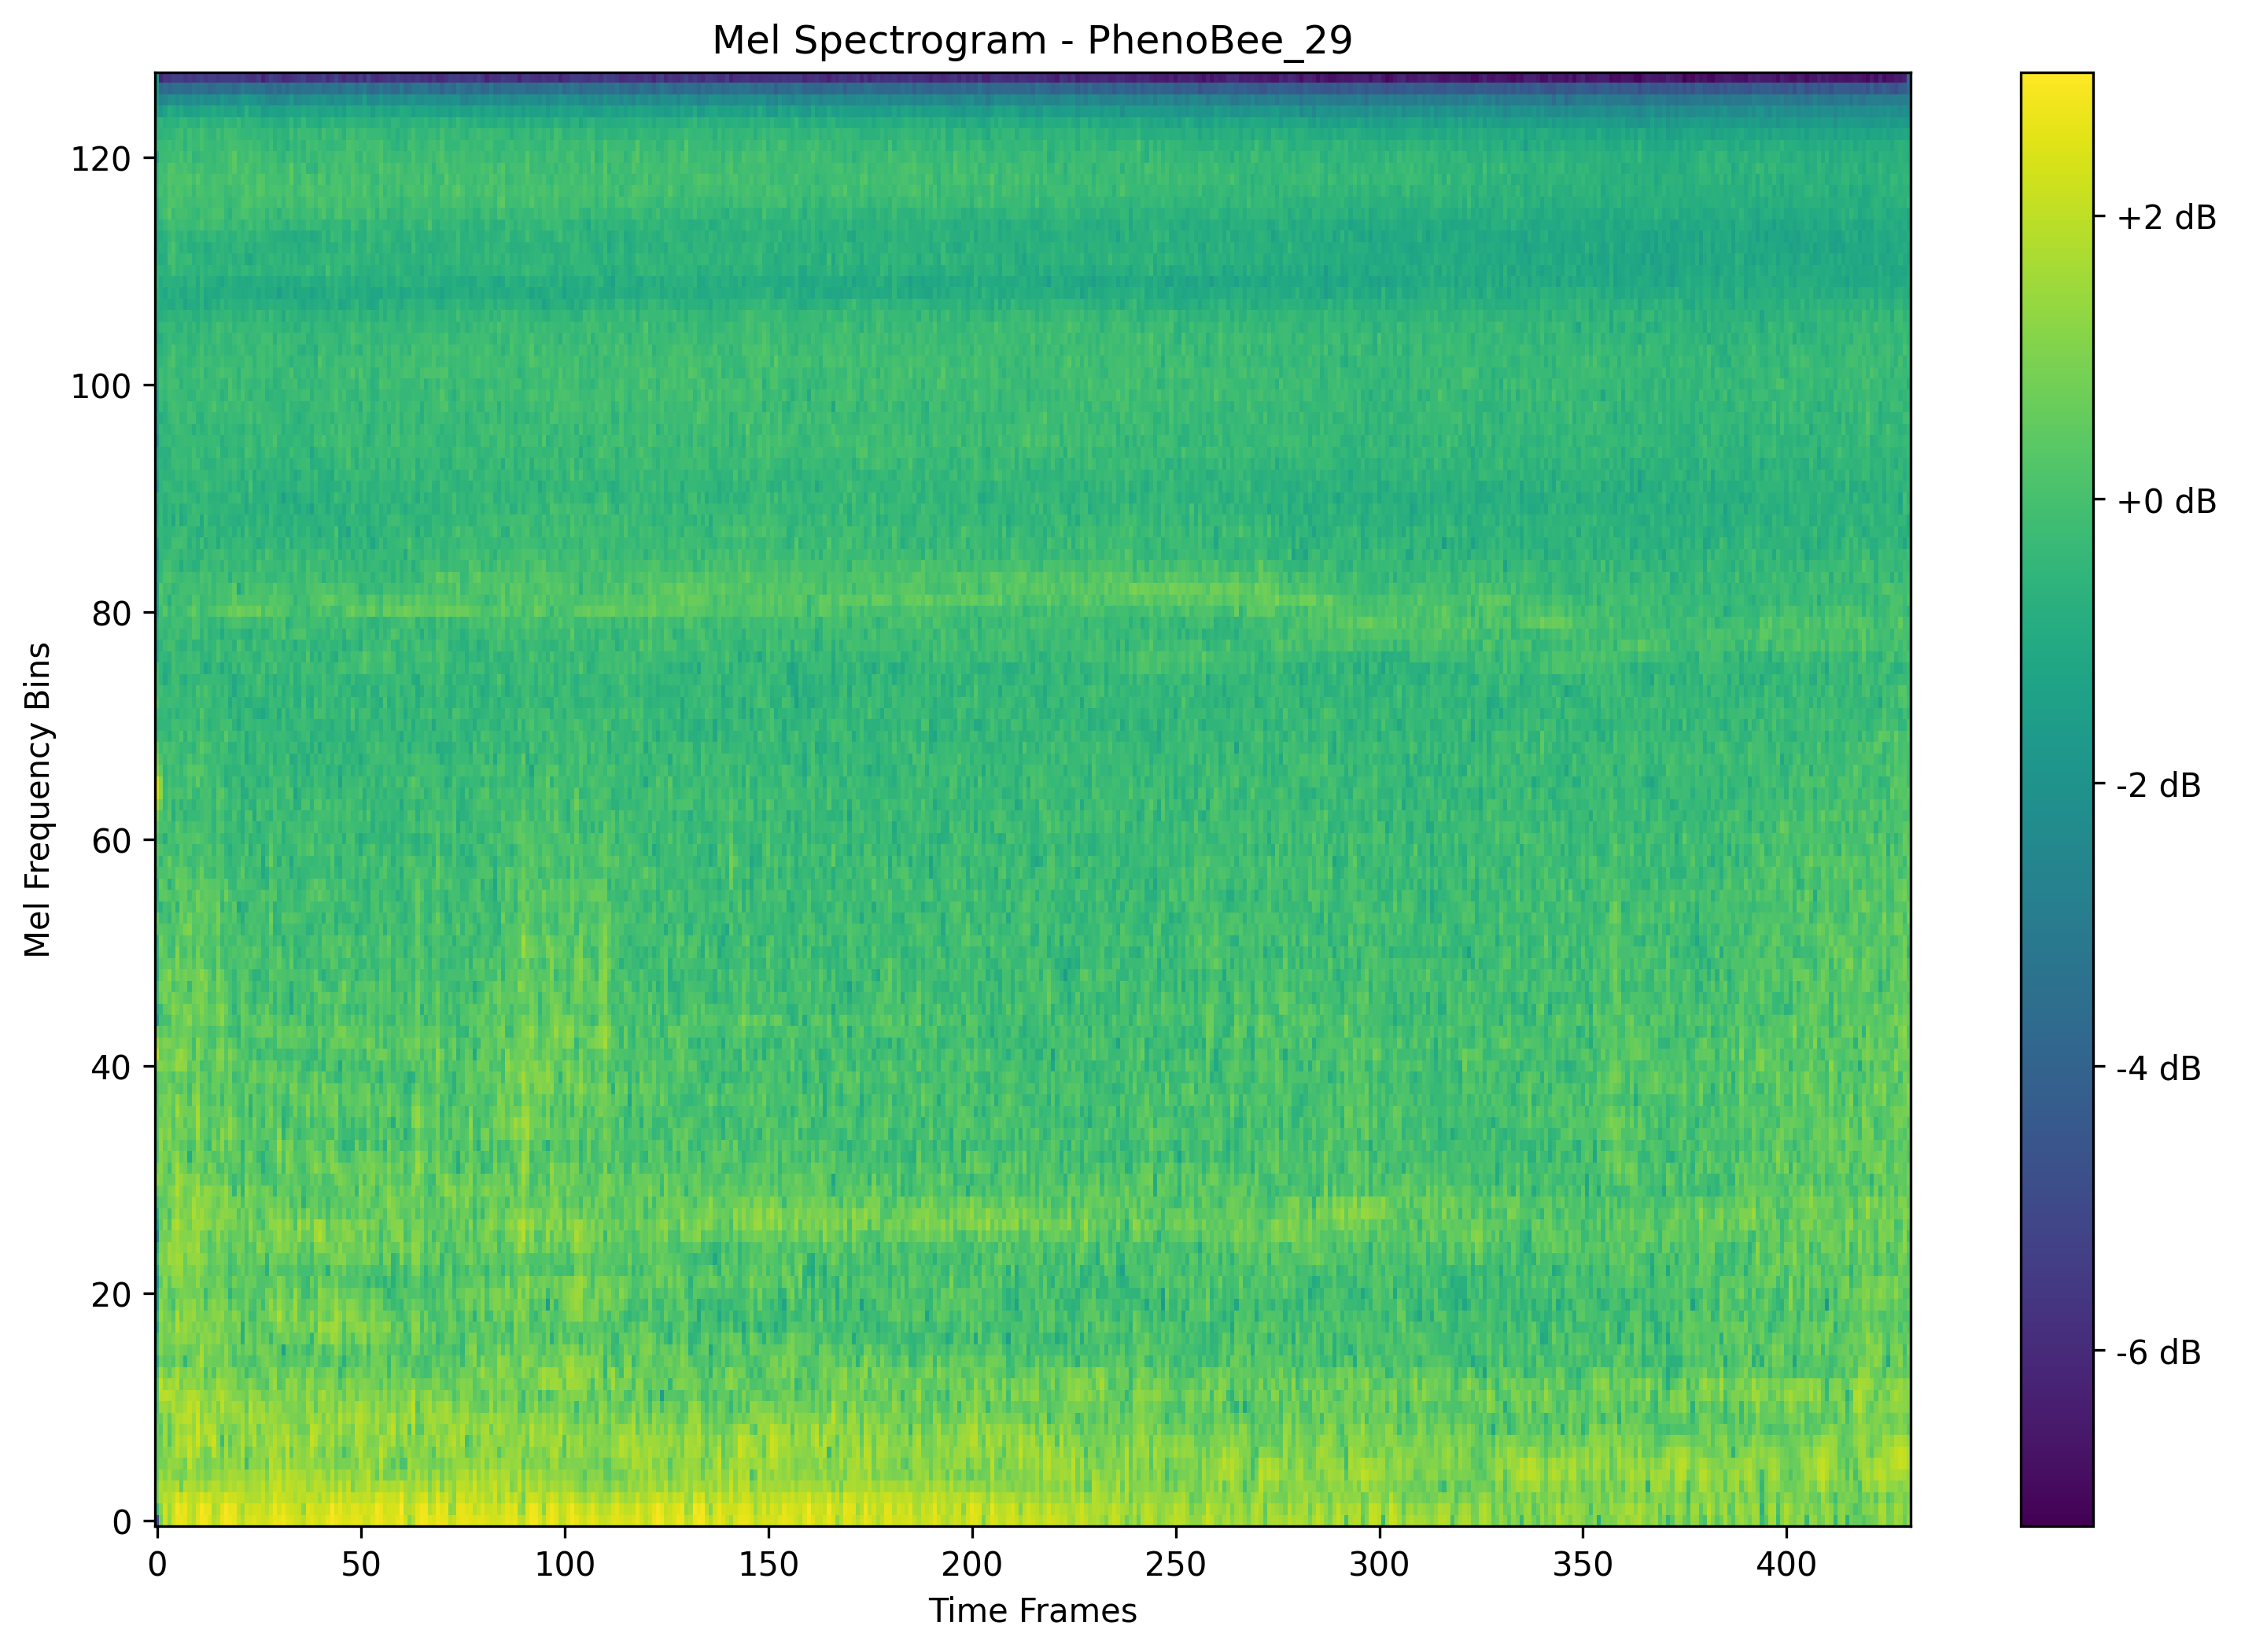 Mel Spectrogram - PhenoBee_29
Mel Frequency Bins
120
100
80
60
40
20
0
0 50 100 150 200 250 300 350 400
Time Frames
+2 dB
+0 dB
-2 dB
-4 dB
-6 dB